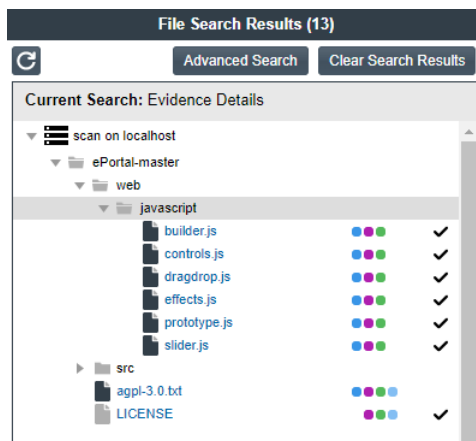 File Search Results (13)
Advanced Search Clear Search Results
Current Search: Evidence Details
scan on localhost
ePortal-master
web
javascript
builder.js
controls.js
dragdrop.js
effects.js
prototype.js
slider.js
src
agpl-3.0.txt
LICENSE